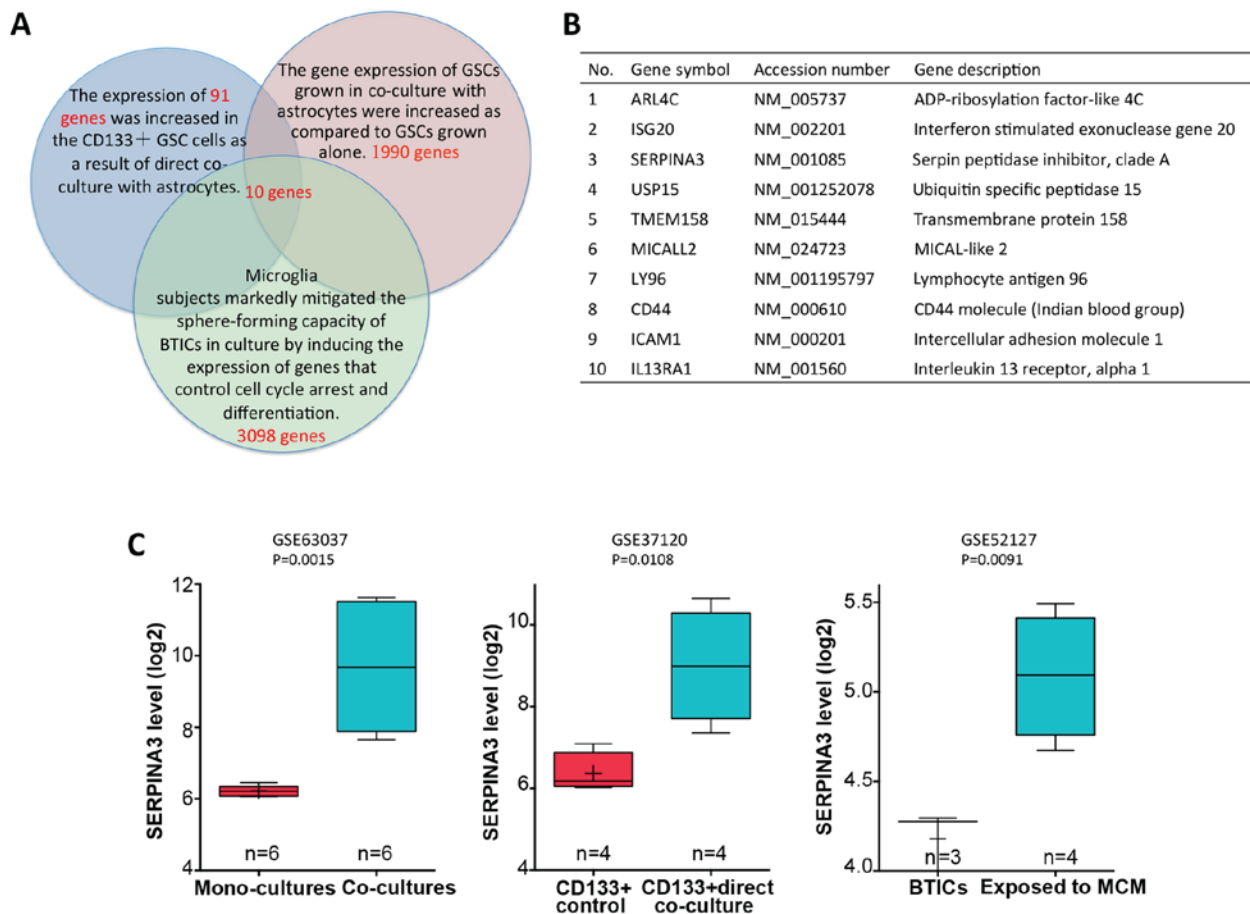 A
The expression of 91
genes was increased in
the CD133+ GSC cells as
a result of direct co-
culture with astrocytes.
The gene expression of GSCs
grown in co-culture with
astrocytes were increased as
compared to GSCs grown
alone. 1990 genes
10 genes
Microglia
subjects markedly mitigated the
sphere-forming capacity of
BTICs in culture by inducing the
expression of genes that
control cell cycle arrest and
differentiation.
3098 genes
B
No. Gene symbol Accession number Gene description
1 ARL4C NM_005737 ADP-ribosylation factor-like 4C
2 ISG20 NM_002201 Interferon stimulated exonuclease gene 20
3 SERPINA3 NM_001085 Serpin peptidase inhibitor, clade A
4 USP15 NM_001252078 Ubiquitin specific peptidase 15
5 TMEM158 NM_015444 Transmembrane protein 158
6 MICALL2 NM_024723 MICAL-like 2
7 LY96 NM_001195797 Lymphocyte antigen 96
8 CD44 NM_000610 CD44 molecule (Indian blood group)
9 ICAM1 NM_000201 Intercellular adhesion molecule 1
10 IL13RA1 NM_001560 Interleukin 13 receptor, alpha 1
C
GSE63037
P=0.0015
SERPINA3 level (log2)
12
10
8
6
4
n=6 n=6
Mono-cultures Co-cultures
GSE37120
P=0.0108
SERPINA3 level (log2)
10
8
6
4
n=4 n=4
CD133+ CD133+direct
control co-culture
GSE52127
P=0.0091
SERPINA3 level (log2)
5.5
5.0
4.5
4.0
n=3 n=4
BTICs Exposed to MCM